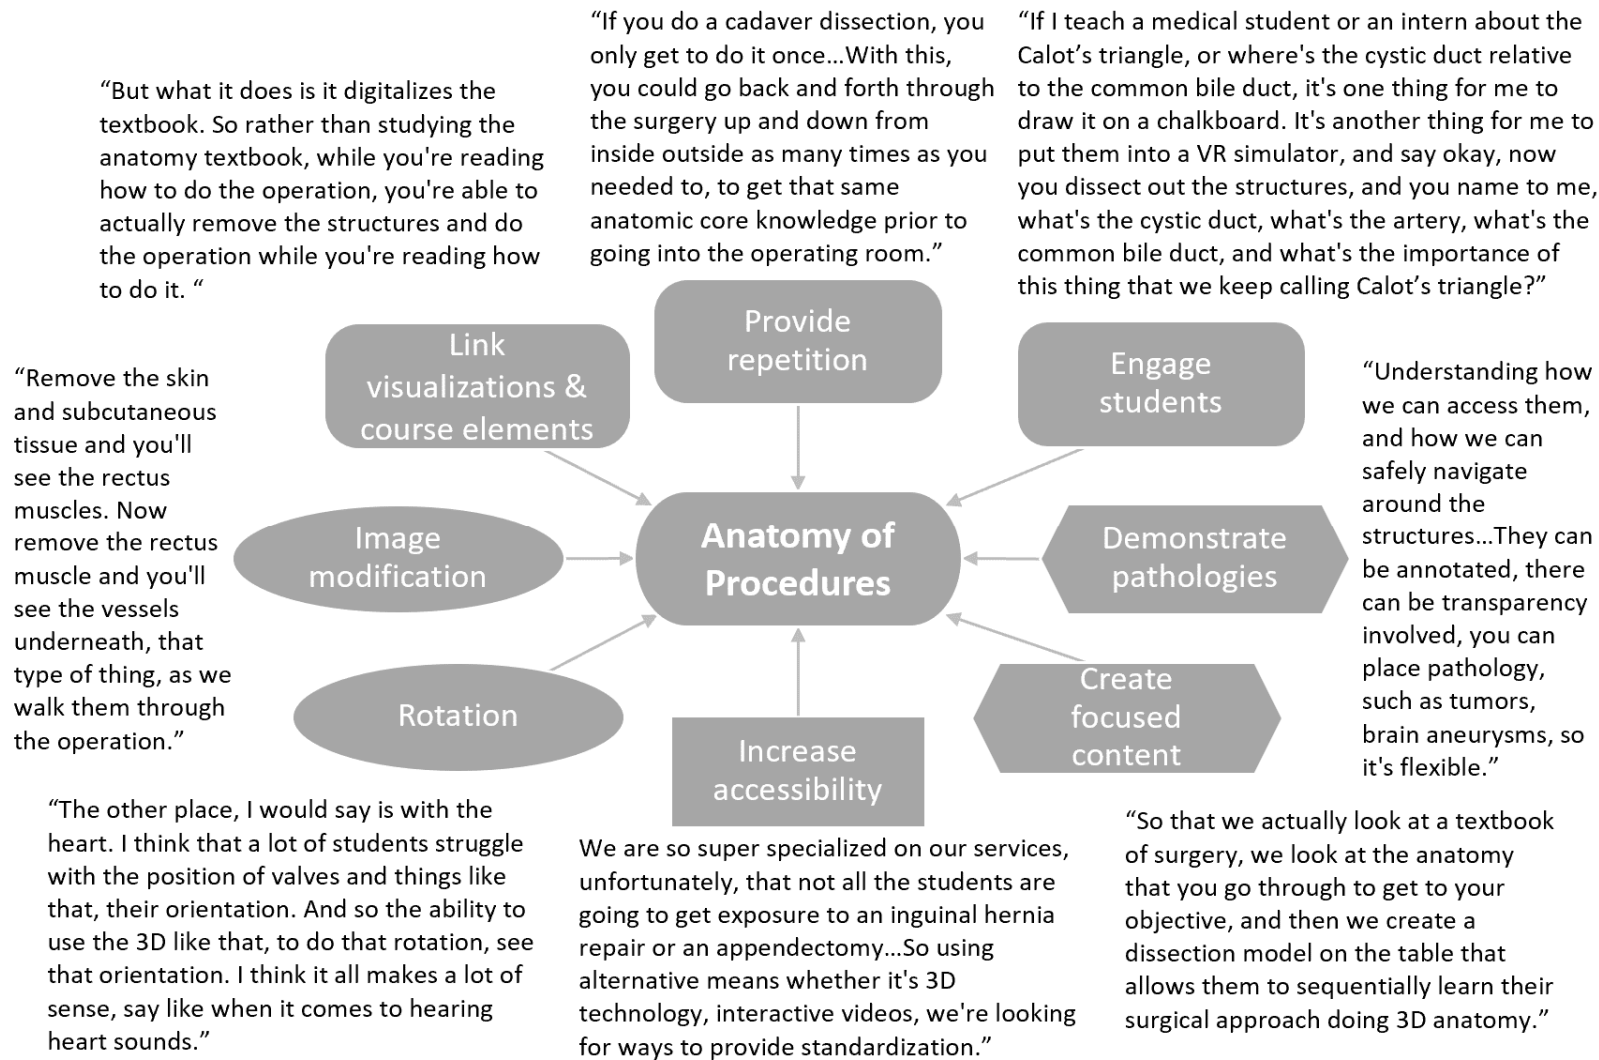 “But what it does is it digitalizes the
textbook. So rather than studying the
anatomy textbook, while you're reading
how to do the operation, you're able to
actually remove the structures and do
the operation while you're reading how
to do it. “
“If you do a cadaver dissection, you
only get to do it once…With this,
you could go back and forth through
the surgery up and down from
inside outside as many times as you
needed to, to get that same
anatomic core knowledge prior to
going into the operating room.”
“If I teach a medical student or an intern about the
Calot’s triangle, or where's the cystic duct relative
to the common bile duct, it's one thing for me to
draw it on a chalkboard. It's another thing for me to
put them into a VR simulator, and say okay, now
you dissect out the structures, and you name to me,
what's the cystic duct, what's the artery, what's the
common bile duct, and what's the importance of
this thing that we keep calling Calot’s triangle?”
Link
visualizations &
course elements
Provide
repetition
Engage
students
“Remove the skin
and subcutaneous
tissue and you'll
see the rectus
muscles. Now
remove the rectus
muscle and you'll
see the vessels
underneath, that
type of thing, as we
walk them through
the operation.”
Image
modification
Anatomy of
Procedures
Demonstrate
pathologies
“Understanding how
we can access them,
and how we can
safely navigate
around the
structures…They can
be annotated, there
can be transparency
involved, you can
place pathology,
such as tumors,
brain aneurysms, so
it's flexible.”
Rotation
Increase
accessibility
Create
focused
content
“The other place, I would say is with the
heart. I think that a lot of students struggle
with the position of valves and things like
that, their orientation. And so the ability to
use the 3D like that, to do that rotation, see
that orientation. I think it all makes a lot of
sense, say like when it comes to hearing
heart sounds.”
We are so super specialized on our services,
unfortunately, that not all the students are
going to get exposure to an inguinal hernia
repair or an appendectomy…So using
alternative means whether it's 3D
technology, interactive videos, we're looking
for ways to provide standardization.”
“So that we actually look at a textbook
of surgery, we look at the anatomy
that you go through to get to your
objective, and then we create a
dissection model on the table that
allows them to sequentially learn their
surgical approach doing 3D anatomy.”